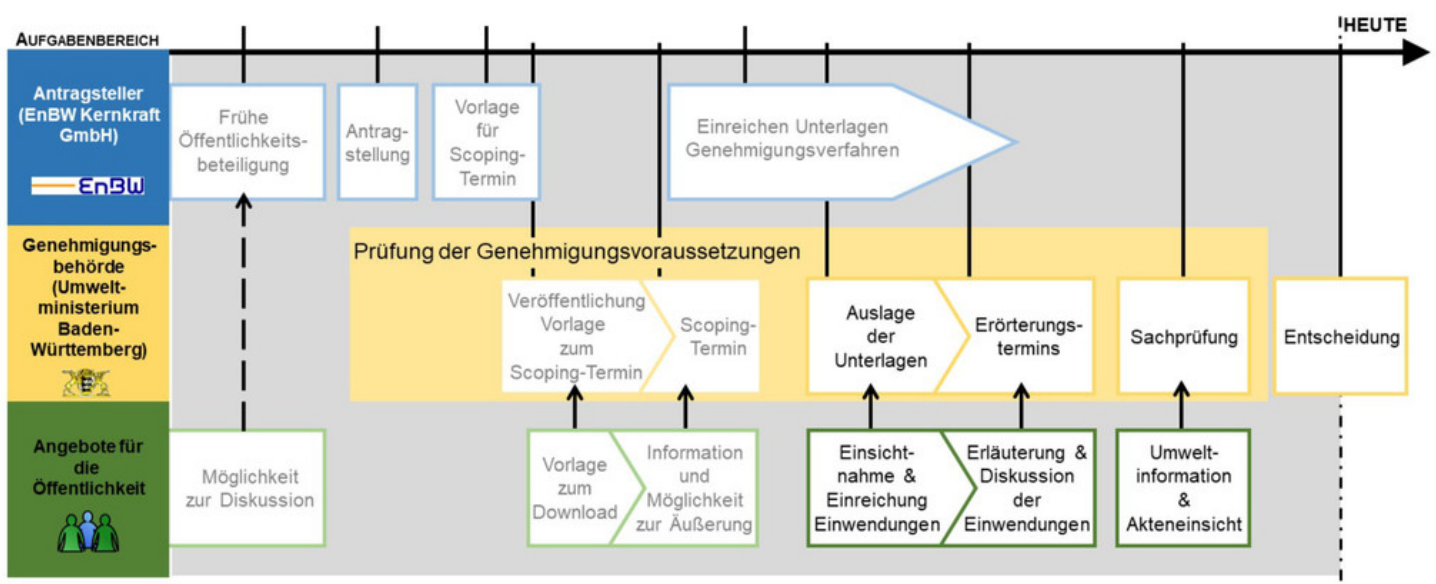 HEUTE
AUFGABENBEREICH
Antragsteller
(EnBW Kernkraft
GmbH)
EnBW
Frühe
Öffentlichkeits-
beteiligung
Antrag-
stellung
Vorlage
für
Scoping-
Termin
Einreichen Unterlagen
Genehmigungsverfahren
Genehmigungs-
behörde
(Umwelt-
ministerium
Baden-
Württemberg)
Prüfung der Genehmigungsvoraussetzungen
Veröffentlichung
Vorlage
zum
Scoping-Termin
Scoping-
Termin
Auslage
der
Unterlagen
Erörterungs-
termins
Sachprüfung
Entscheidung
Angebote für
die
Öffentlichkeit
Möglichkeit
zur Diskussion
Vorlage
zum
Download
Information
und
Möglichkeit
zur Äußerung
Einsicht-
nahme &
Einreichung
Einwendungen
Erläuterung &
Diskussion
der
Einwendungen
Umwelt-
information
&
Akteneinsicht